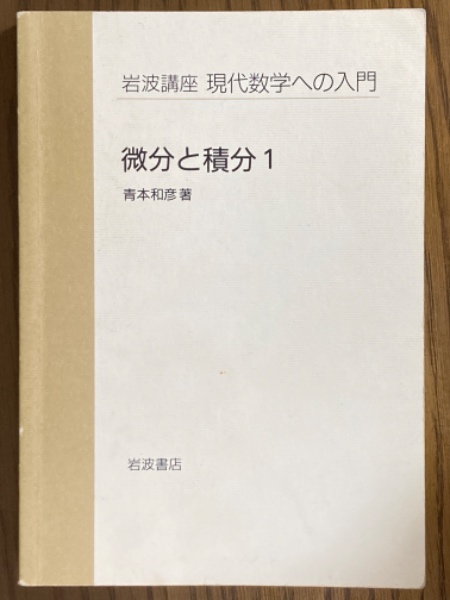 岩波講座 現代数学への入門
微分と積分1
青本和彦著
岩波書店